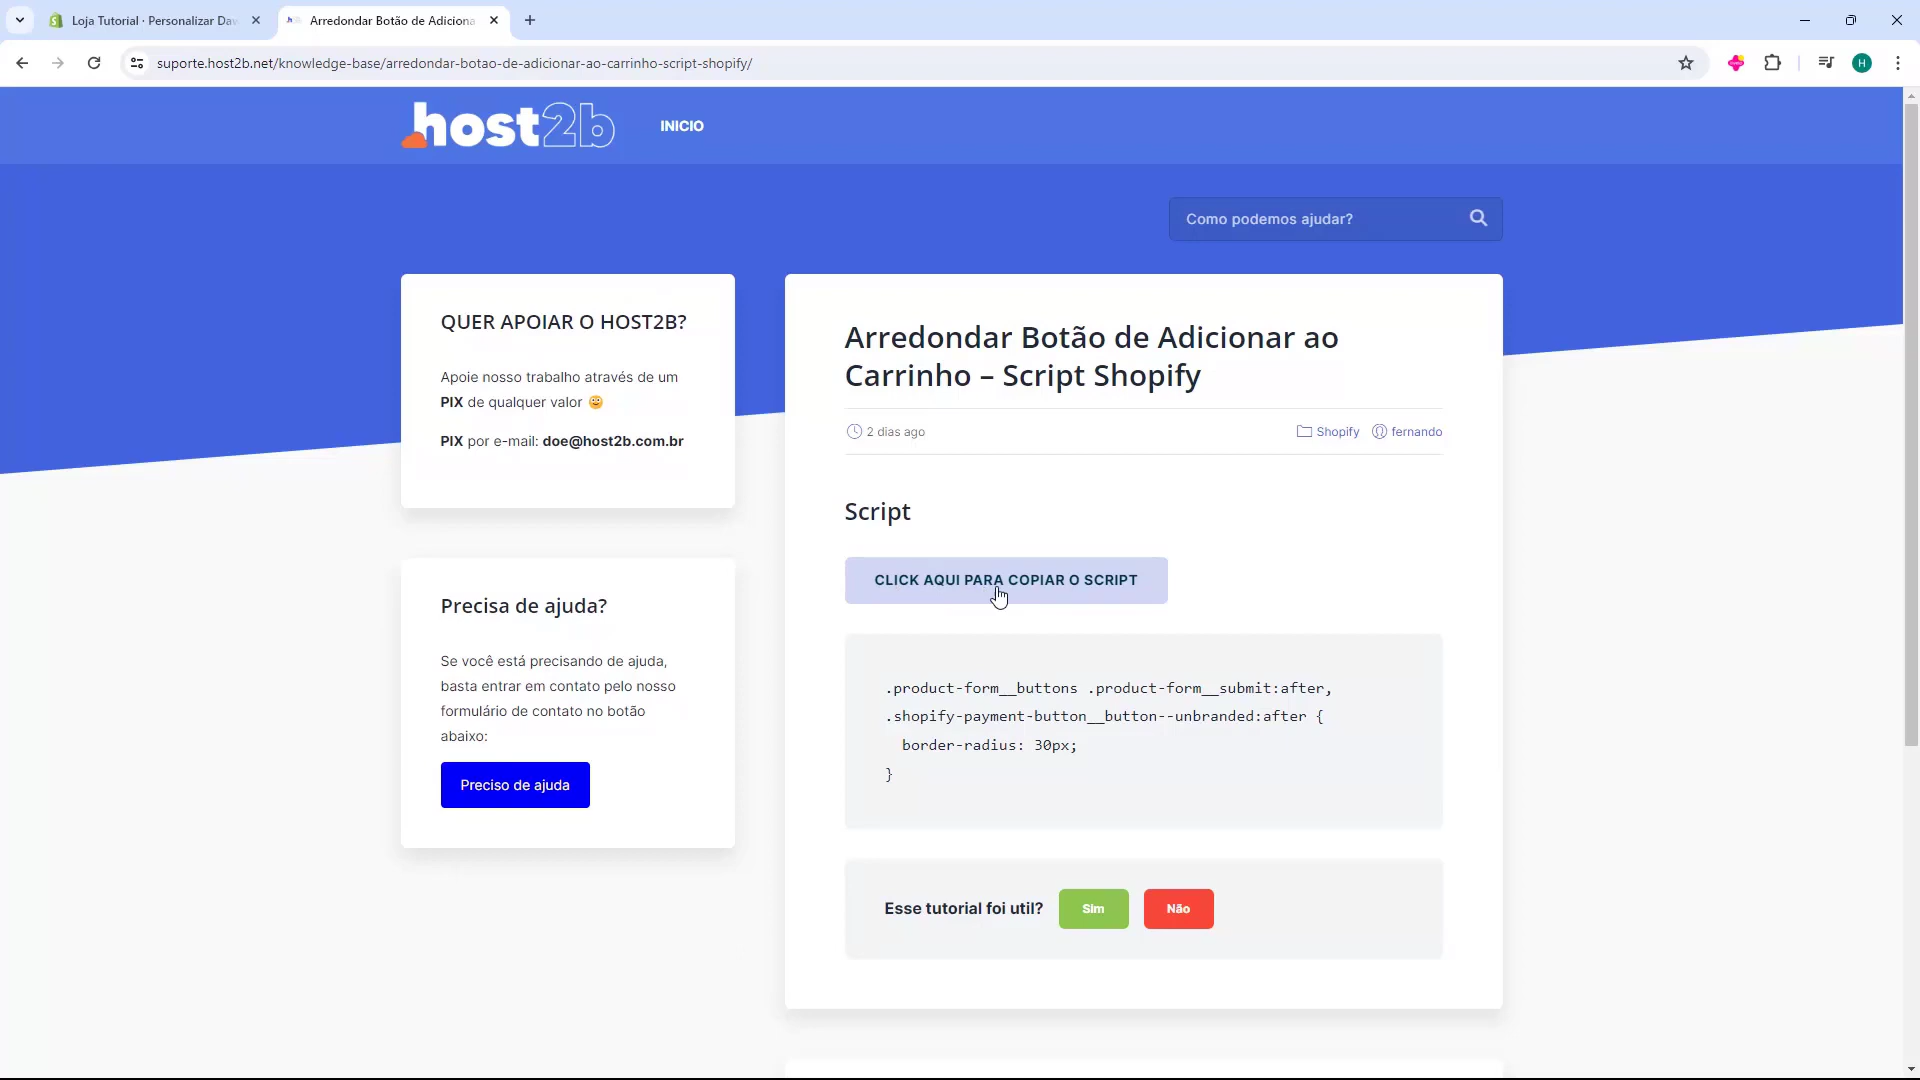 Loja Tutorial · Personalizar Daw
Arredondar Botão de Adiciona
suporte.host2b.net/knowledge-base/arredondar-botao-de-adicionar-ao-carrinho-script-shopify/
H
host2b
INICIO
Como podemos ajudar?
QUER APOIAR O HOST2B?
Apoie nosso trabalho através de um
PIX de qualquer valor
PIX por e-mail: doe@host2b.com.br
Precisa de ajuda?
Se você está precisando de ajuda,
basta entrar em contato pelo nosso
formulário de contato no botão
abaixo:
Preciso de ajuda
Arredondar Botão de Adicionar ao
Carrinho – Script Shopify
2 dias ago
Shopify
fernando
Script
CLICK AQUI PARA COPIAR O SCRIPT
.product-form__buttons .product-form__submit:after,
.shopify-payment-button__button--unbranded:after {
border-radius: 30px;
}
Esse tutorial foi util?
Sim
Não